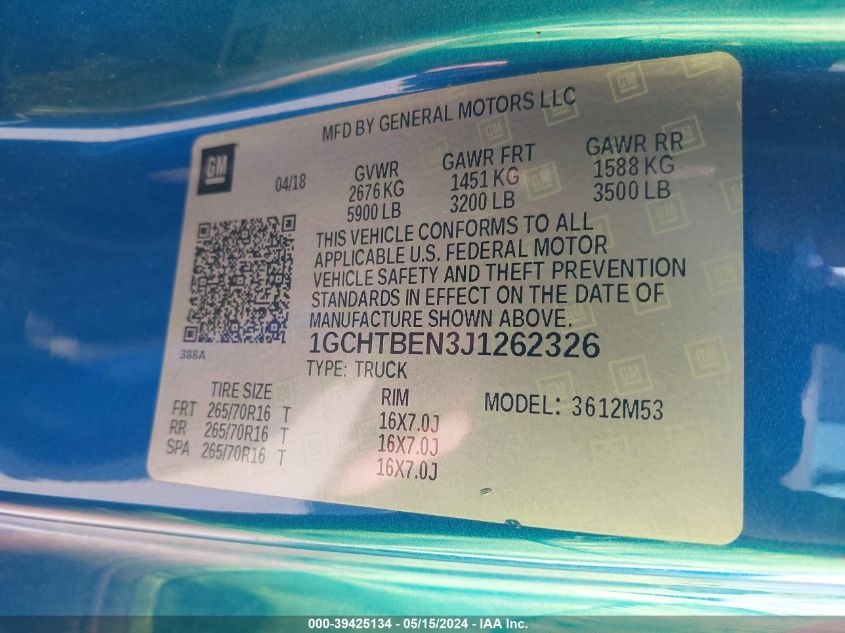 MFD BY GENERAL MOTORS LLC
GM
04/18
GVWR GAWR FRT GAWR RR
2676 KG 1451 KG 1588 KG
5900 LB 3200 LB 3500 LB
THIS VEHICLE CONFORMS TO ALL
APPLICABLE U.S. FEDERAL MOTOR
VEHICLE SAFETY AND THEFT PREVENTION
STANDARDS IN EFFECT ON THE DATE OF
MANUFACTURE SHOWN ABOVE.
388A
1GCHTBEN3J1262326
TYPE: TRUCK
TIRE SIZE RIM MODEL: 3612M53
FRT 265/70R16 T 16X7.0J
RR 265/70R16 T 16X7.0J
SPA 265/70R16 T 16X7.0J
000-39425134 - 05/15/2024 - IAA Inc.